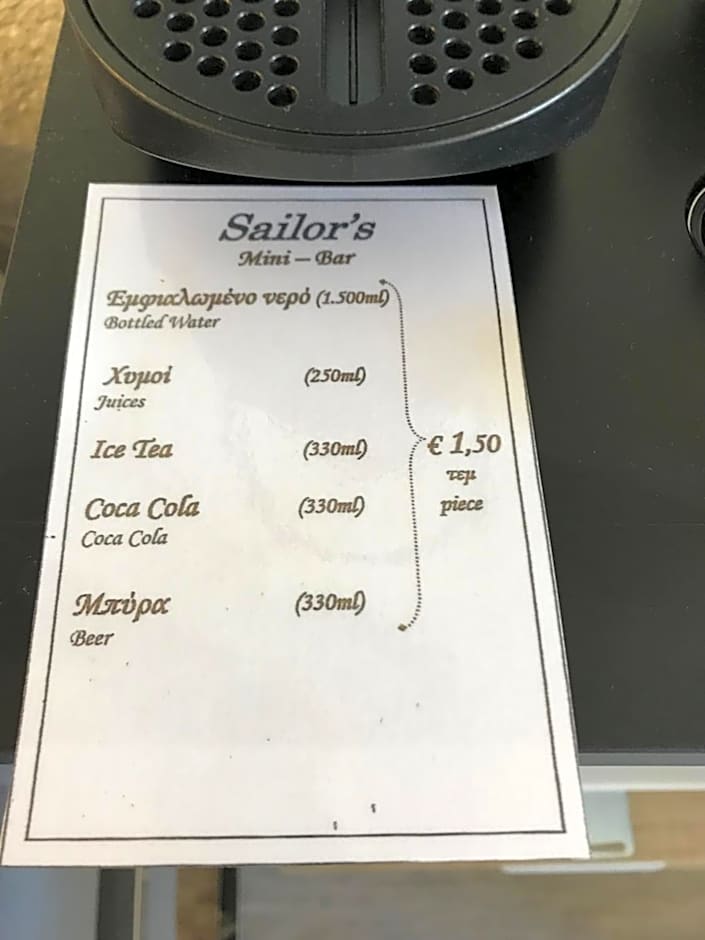 Sailor's
Mini – Bar
Εμφιαλωμένο νερό (1.500ml)
Bottled Water
Χυμοί (250ml)
Juices
Ice Tea (330ml)
€ 1,50
τεμ
piece
Coca Cola (330ml)
Coca Cola
Μπύρα (330ml)
Beer